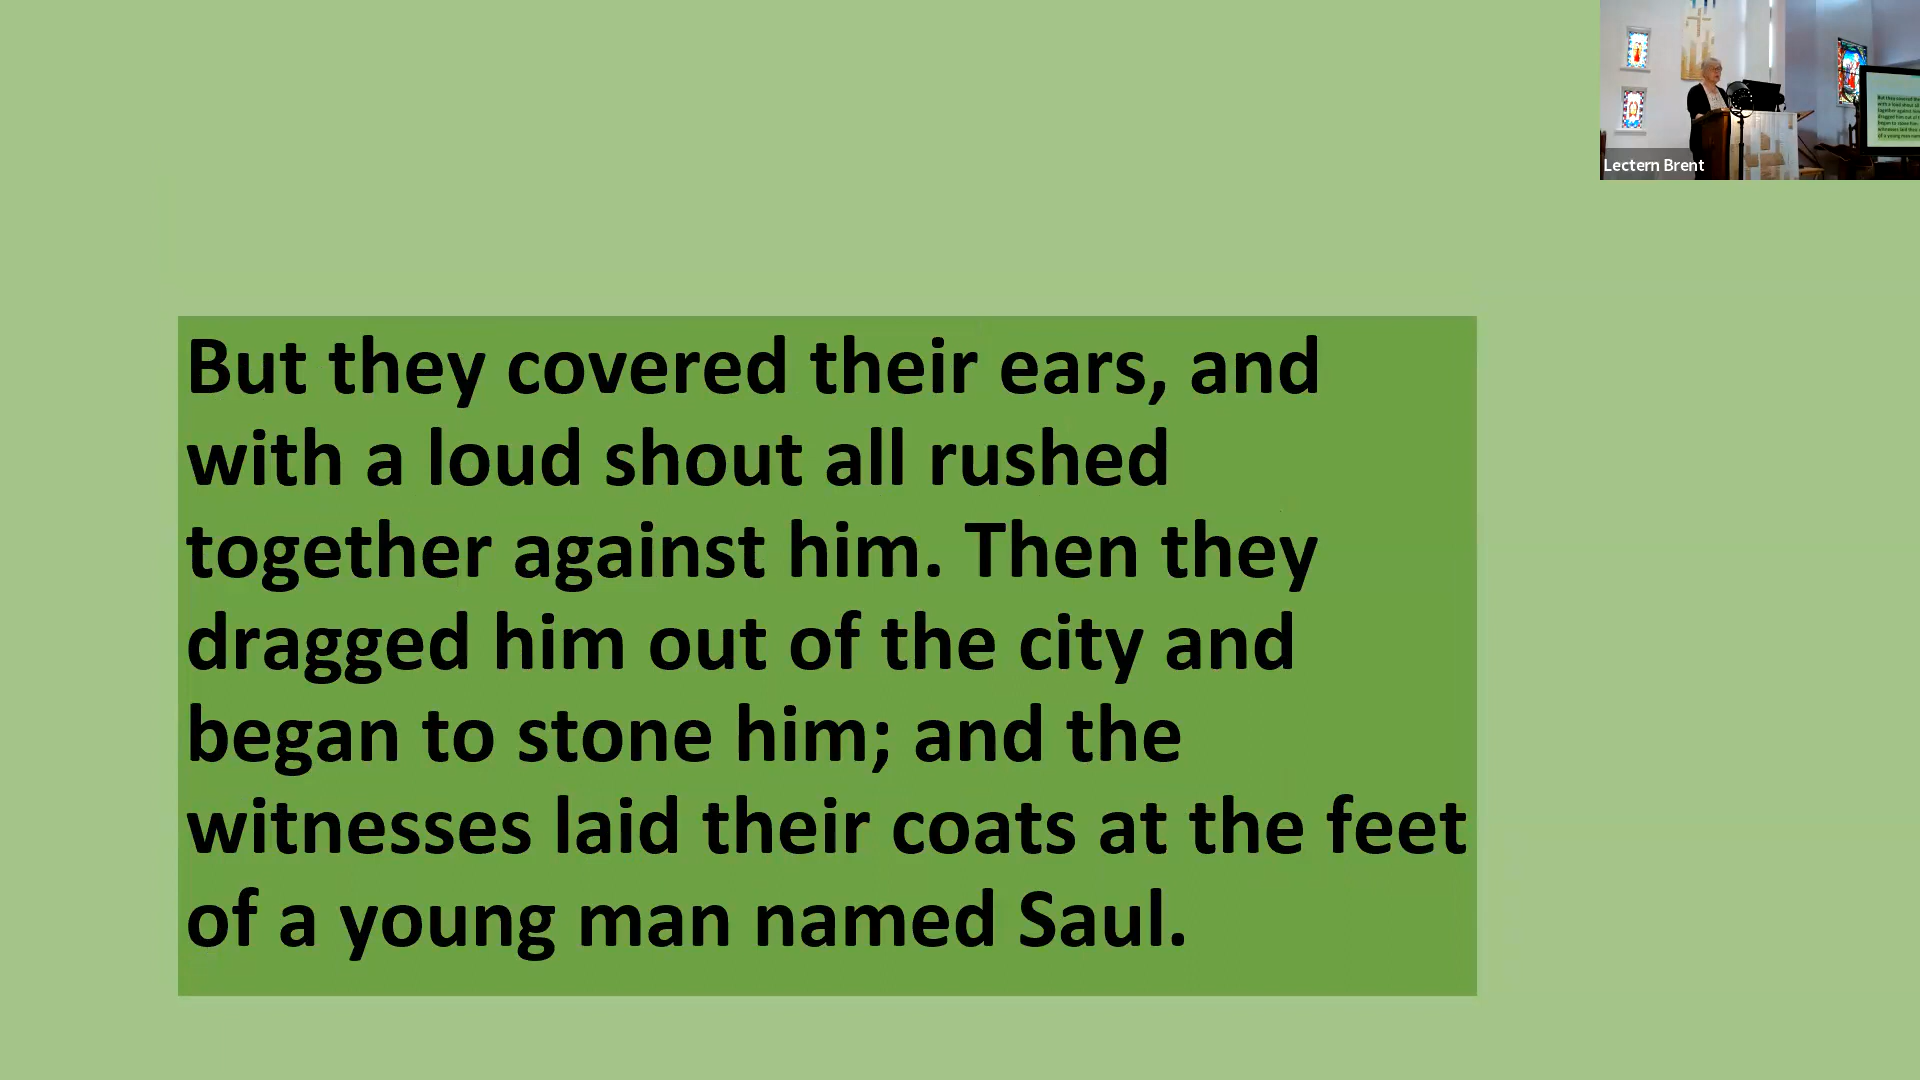 Lectern Brent
But they covered their ears, and
with a loud shout all rushed
together against him. Then they
dragged him out of the city and
began to stone him; and the
witnesses laid their coats at the feet
of a young man named Saul.